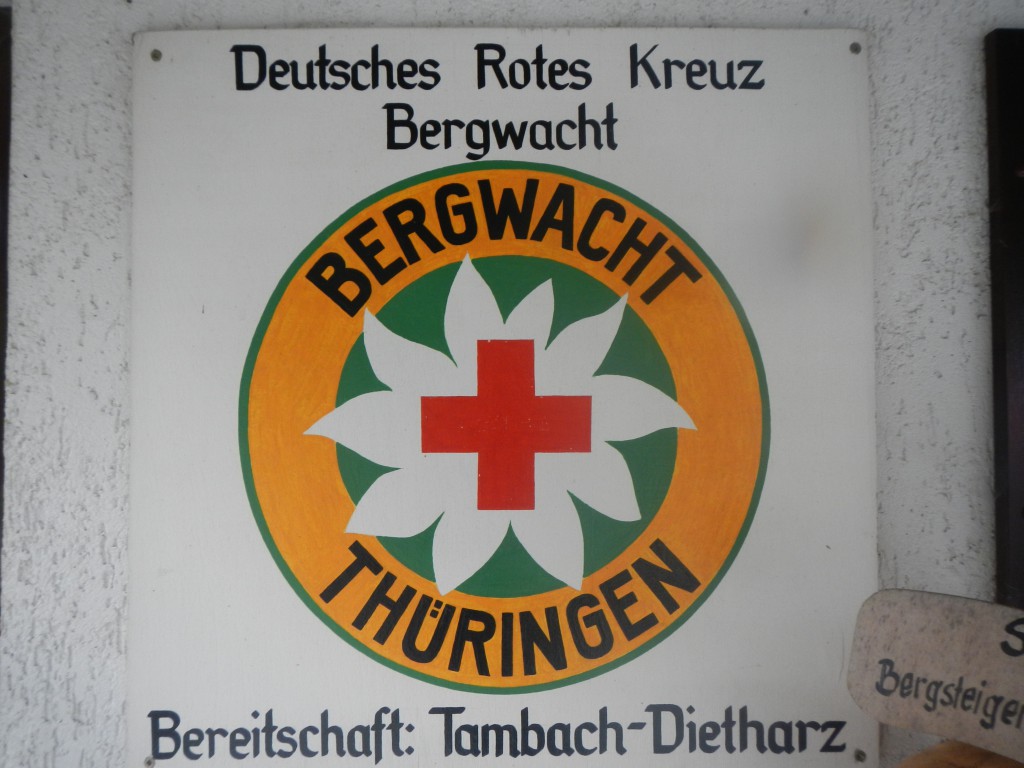 Deutsches Rotes Kreuz
Bergwacht
BERGWACHT
THÜRINGEN
Bereitschaft: Tambach-Dietharz